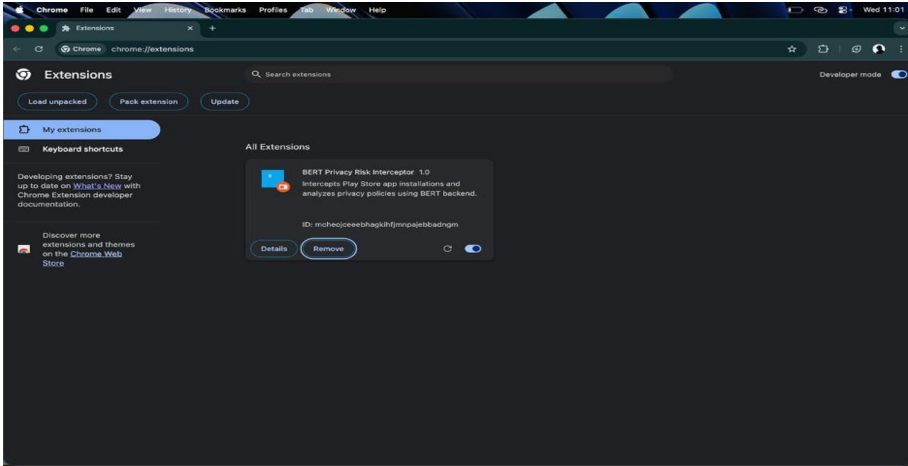 Chrome File Edit View History Bookmarks Profiles Tab Window Help Wed 11:01
Extensions
Chrome chrome://extensions
Extensions
Search extensions
Developer mode
Load unpacked Pack extension Update
My extensions
Keyboard shortcuts
Developing extensions? Stay
up to date on What's New with
Chrome Extension developer
documentation.
Discover more
extensions and themes
on the Chrome Web
Store
All Extensions
BERT Privacy Risk Interceptor 1.0
Intercepts Play Store app installations and
analyzes privacy policies using BERT backend.
ID: mcheojceeebhagkihfjmnpajebbadngm
Details Remove